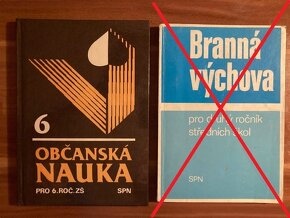 6
OBČANSKÁ
NAUKA
PRO 6. ROČ. ZŠ SPN
Branná
výchova
pro druhý ročník
středních škol
SPN